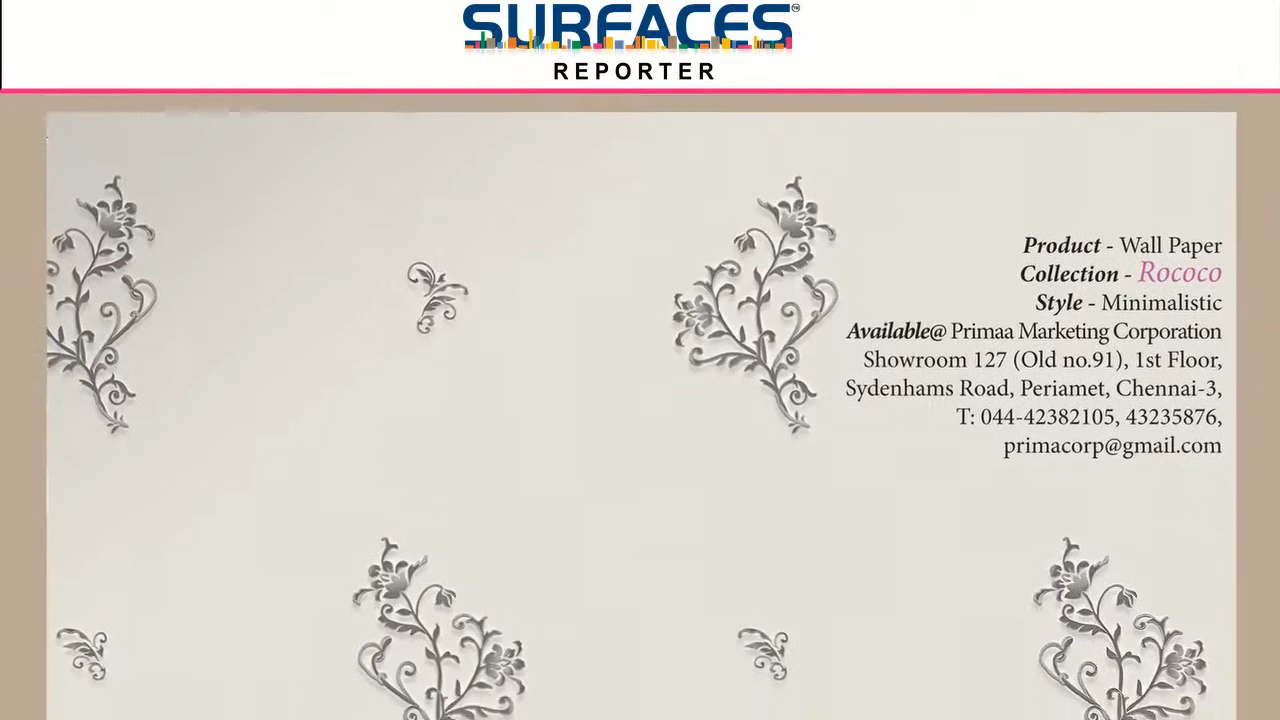 SURFACES™
REPORTER
Product - Wall Paper
Collection - Rococo
Style - Minimalistic
Available@ Primaa Marketing Corporation
Showroom 127 (Old no.91), 1st Floor,
Sydenhams Road, Periamet, Chennai-3,
T: 044-42382105, 43235876,
primacorp@gmail.com